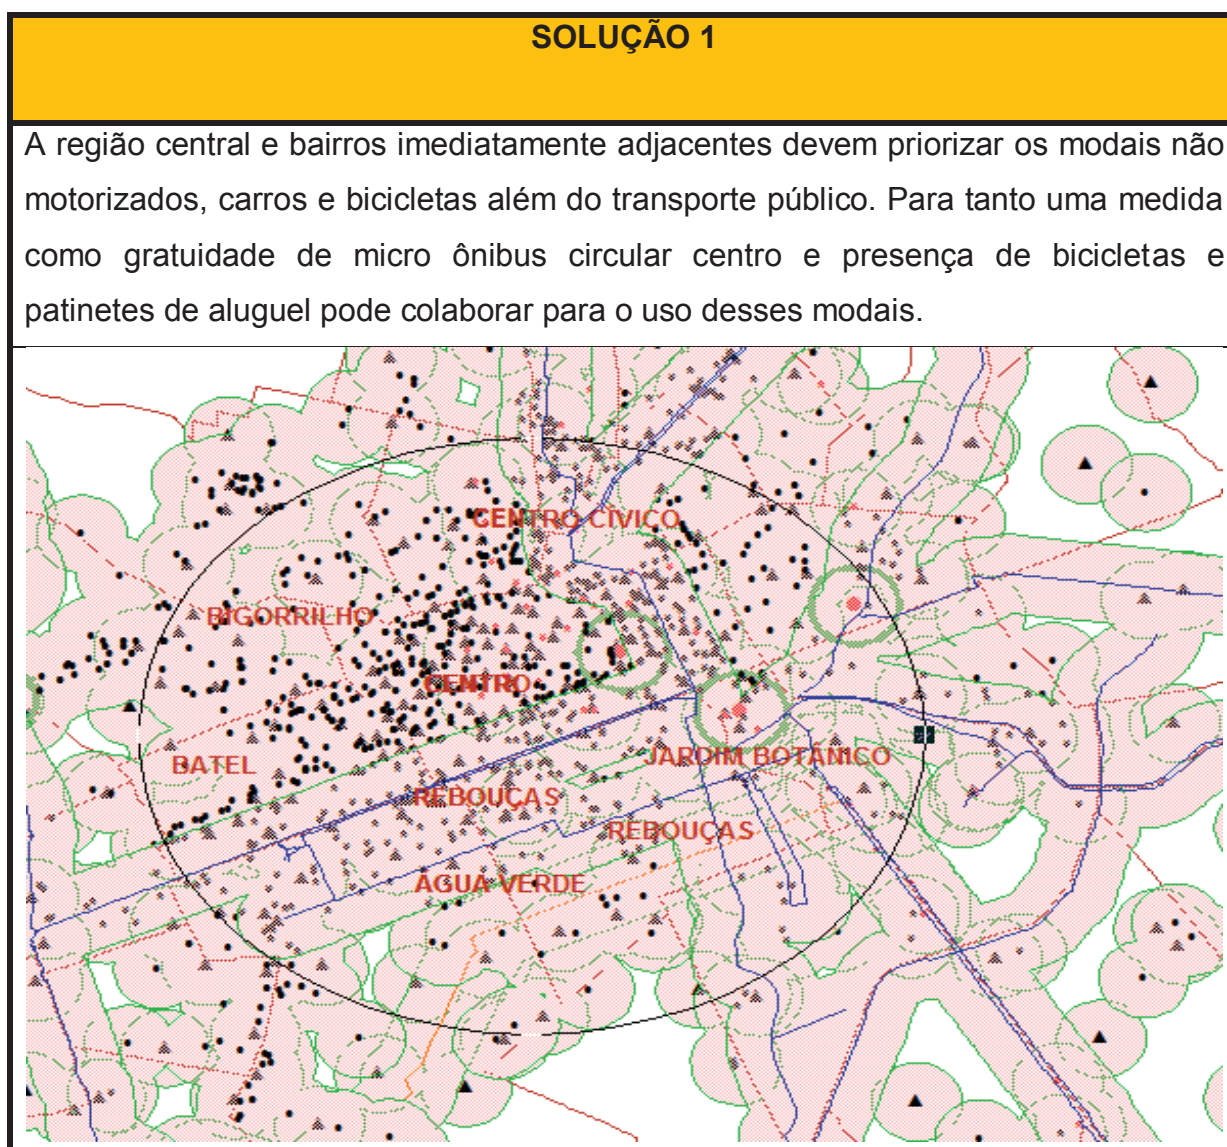 SOLUÇÃO 1
A região central e bairros imediatamente adjacentes devem priorizar os modais não
motorizados, carros e bicicletas além do transporte público. Para tanto uma medida
como gratuidade de micro ônibus circular centro e presença de bicicletas e
patinetes de aluguel pode colaborar para o uso desses modais.
CENTRO CÍVICO
BIGORRILHO
CENTRO
JARDIM BOTÂNICO
BATEL
REBOUÇAS
REBOUÇAS
ÁGUA VERDE